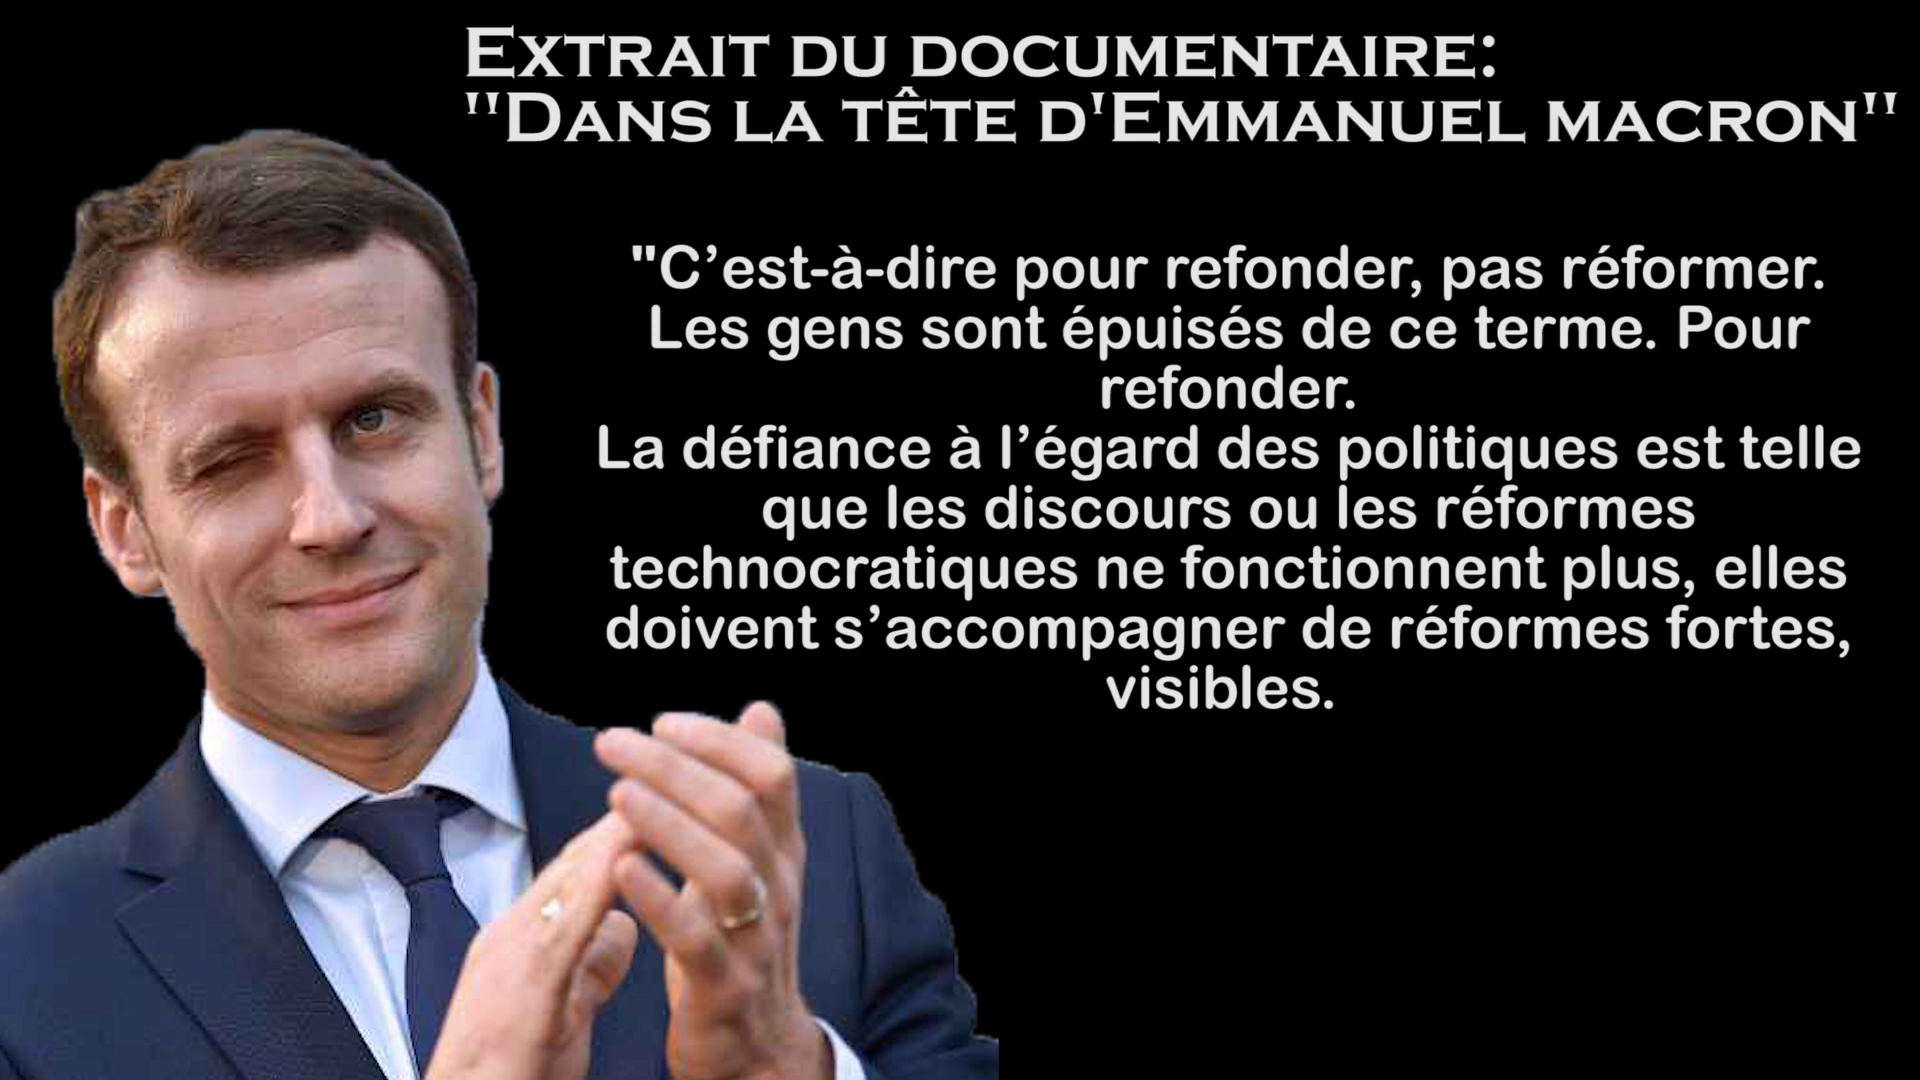 EXTRAIT DU DOCUMENTAIRE:
"DANS LA TÊTE D'EMMANUEL MACRON"
"C’est-à-dire pour refonder, pas réformer.
Les gens sont épuisés de ce terme. Pour
refonder.
La défiance à l’égard des politiques est telle
que les discours ou les réformes
technocratiques ne fonctionnent plus, elles
doivent s’accompagner de réformes fortes,
visibles.